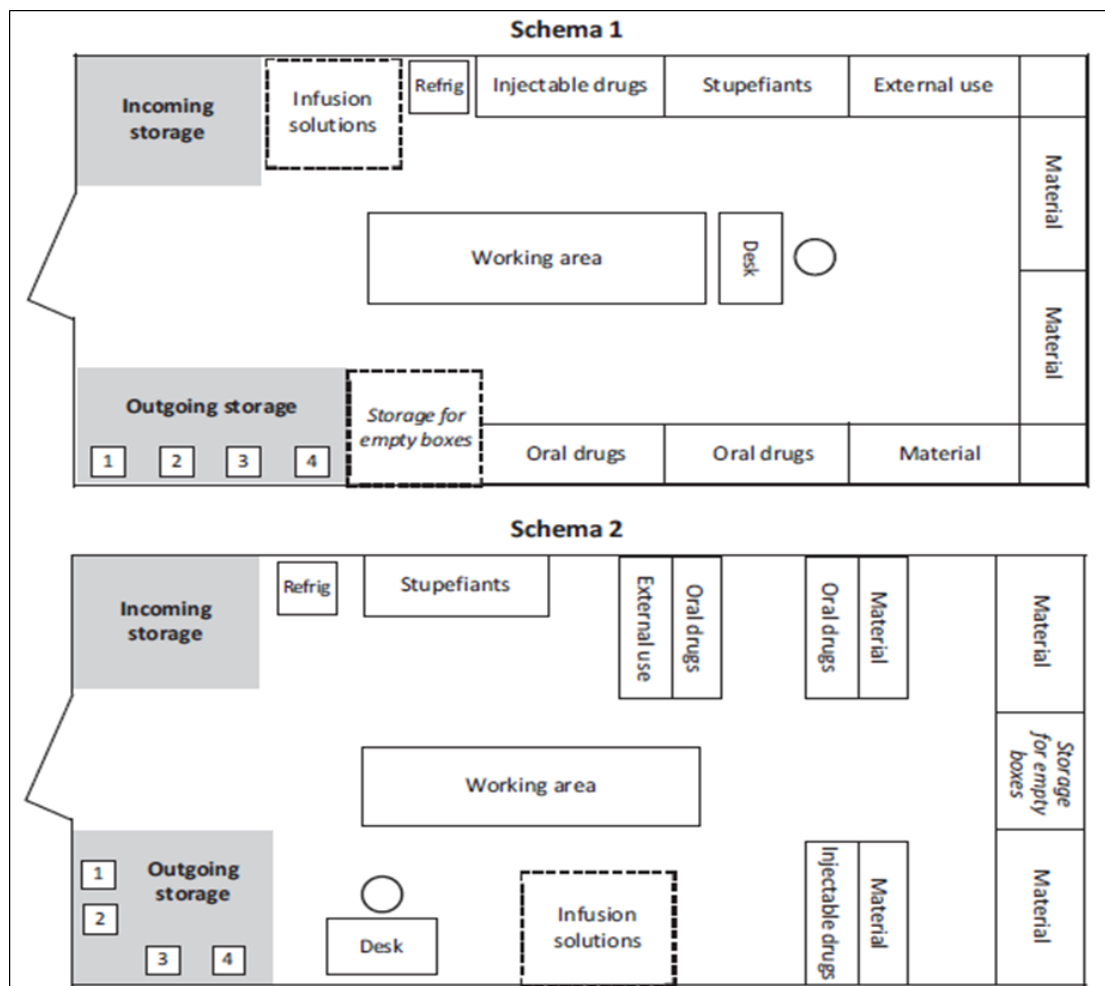 Schema 1
Incoming
storage
Infusion
solutions
Refrig
Injectable drugs
Stupefiants
External use
Material
Working area
Desk
Material
Outgoing storage
1
2
3
4
Storage for
empty boxes
Oral drugs
Oral drugs
Material
Schema 2
Incoming
storage
Refrig
Stupefiants
External use
Oral drugs
Oral drugs
Material
Material
Working area
Storage
for empty
boxes
1
2
Outgoing
storage
3
4
Desk
Infusion
solutions
Injectable drugs
Material
Material